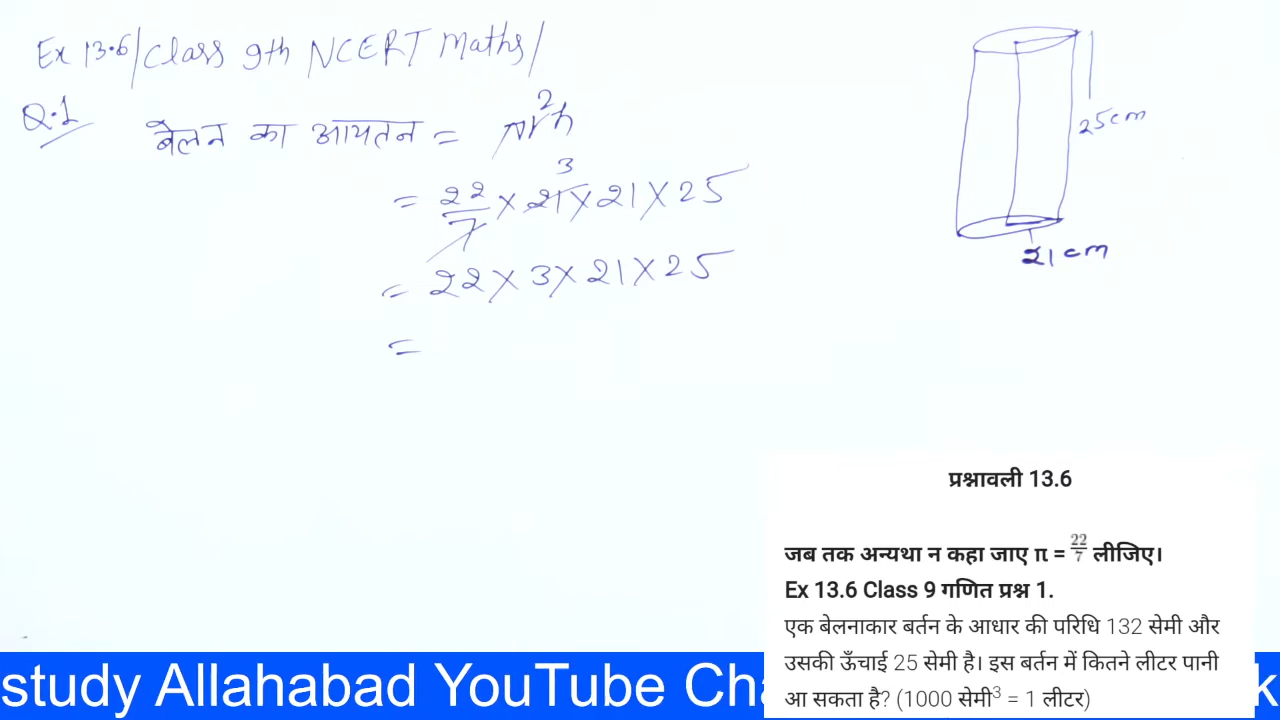 Ex 13.6/Class 9th NCERT Maths/
Q.1
बेलन का आयतन = πr²h
3
= 22/7 × 21 × 21 × 25
= 22 × 3 × 21 × 25
=
25cm
21cm
प्रश्नावली 13.6
जब तक अन्यथा न कहा जाए π = 22/7 लीजिए।
Ex 13.6 Class 9 गणित प्रश्न 1.
एक बेलनाकार बर्तन के आधार की परिधि 132 सेमी और
उसकी ऊँचाई 25 सेमी है। इस बर्तन में कितने लीटर पानी
आ सकता है? (1000 सेमी³ = 1 लीटर)
study Allahabad YouTube Cha k